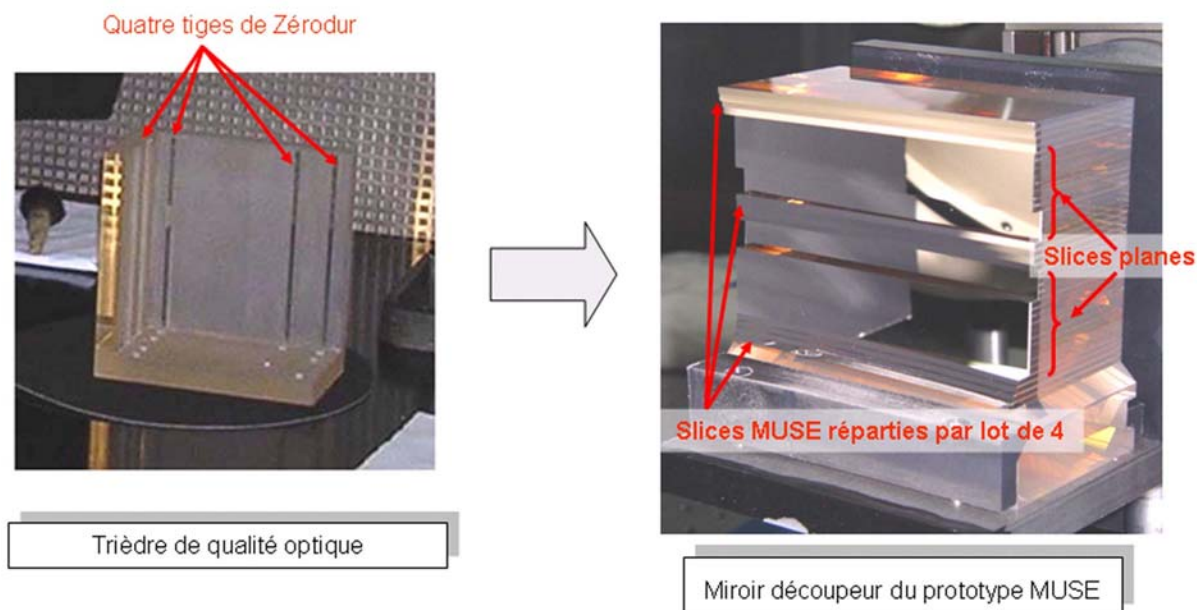 Quatre tiges de Zérodur
Slices planes
Slices MUSE réparties par lot de 4
Trièdre de qualité optique
Miroir découpeur du prototype MUSE